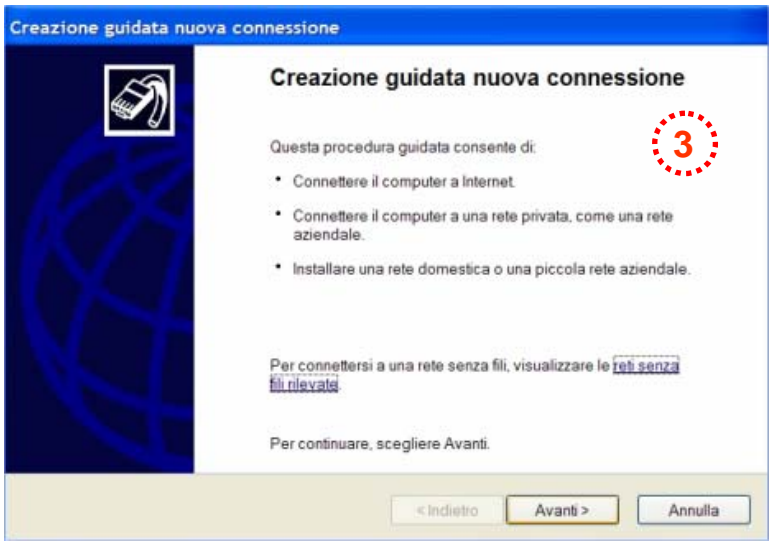 Creazione guidata nuova connessione
Creazione guidata nuova connessione
3
Questa procedura guidata consente di:
• Connettere il computer a Internet.
• Connettere il computer a una rete privata, come una rete
aziendale.
• Installare una rete domestica o una piccola rete aziendale.
Per connettersi a una rete senza fili, visualizzare le reti senza
fili rilevate.
Per continuare, scegliere Avanti.
< Indietro Avanti > Annulla